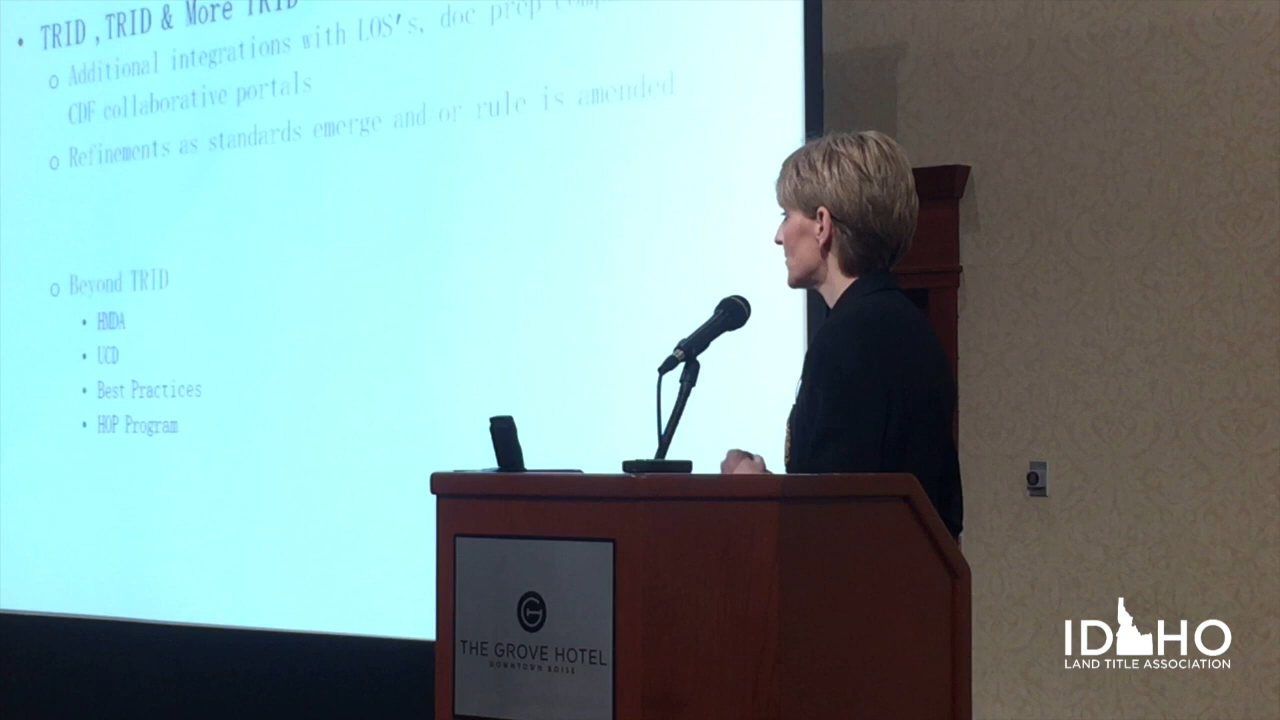 • TRID ,TRID & More TRID
o Additional integrations with LOS's, doc prep
CDF collaborative portals
o Refinements as standards emerge and or rule is amended
o Beyond TRID
• HMDA
• UCD
• Best Practices
• HOP Program
G
THE GROVE HOTEL
DOWNTOWN BOISE
IDAHO
LAND TITLE ASSOCIATION